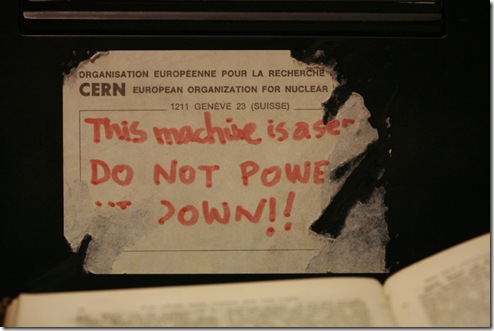 ORGANISATION EUROPÉENNE POUR LA RECHERCHE
CERN EUROPEAN ORGANIZATION FOR NUCLEAR
1211 GENÈVE 23 (SUISSE)
This machine is a ser
DO NOT POWE
DOWN!!